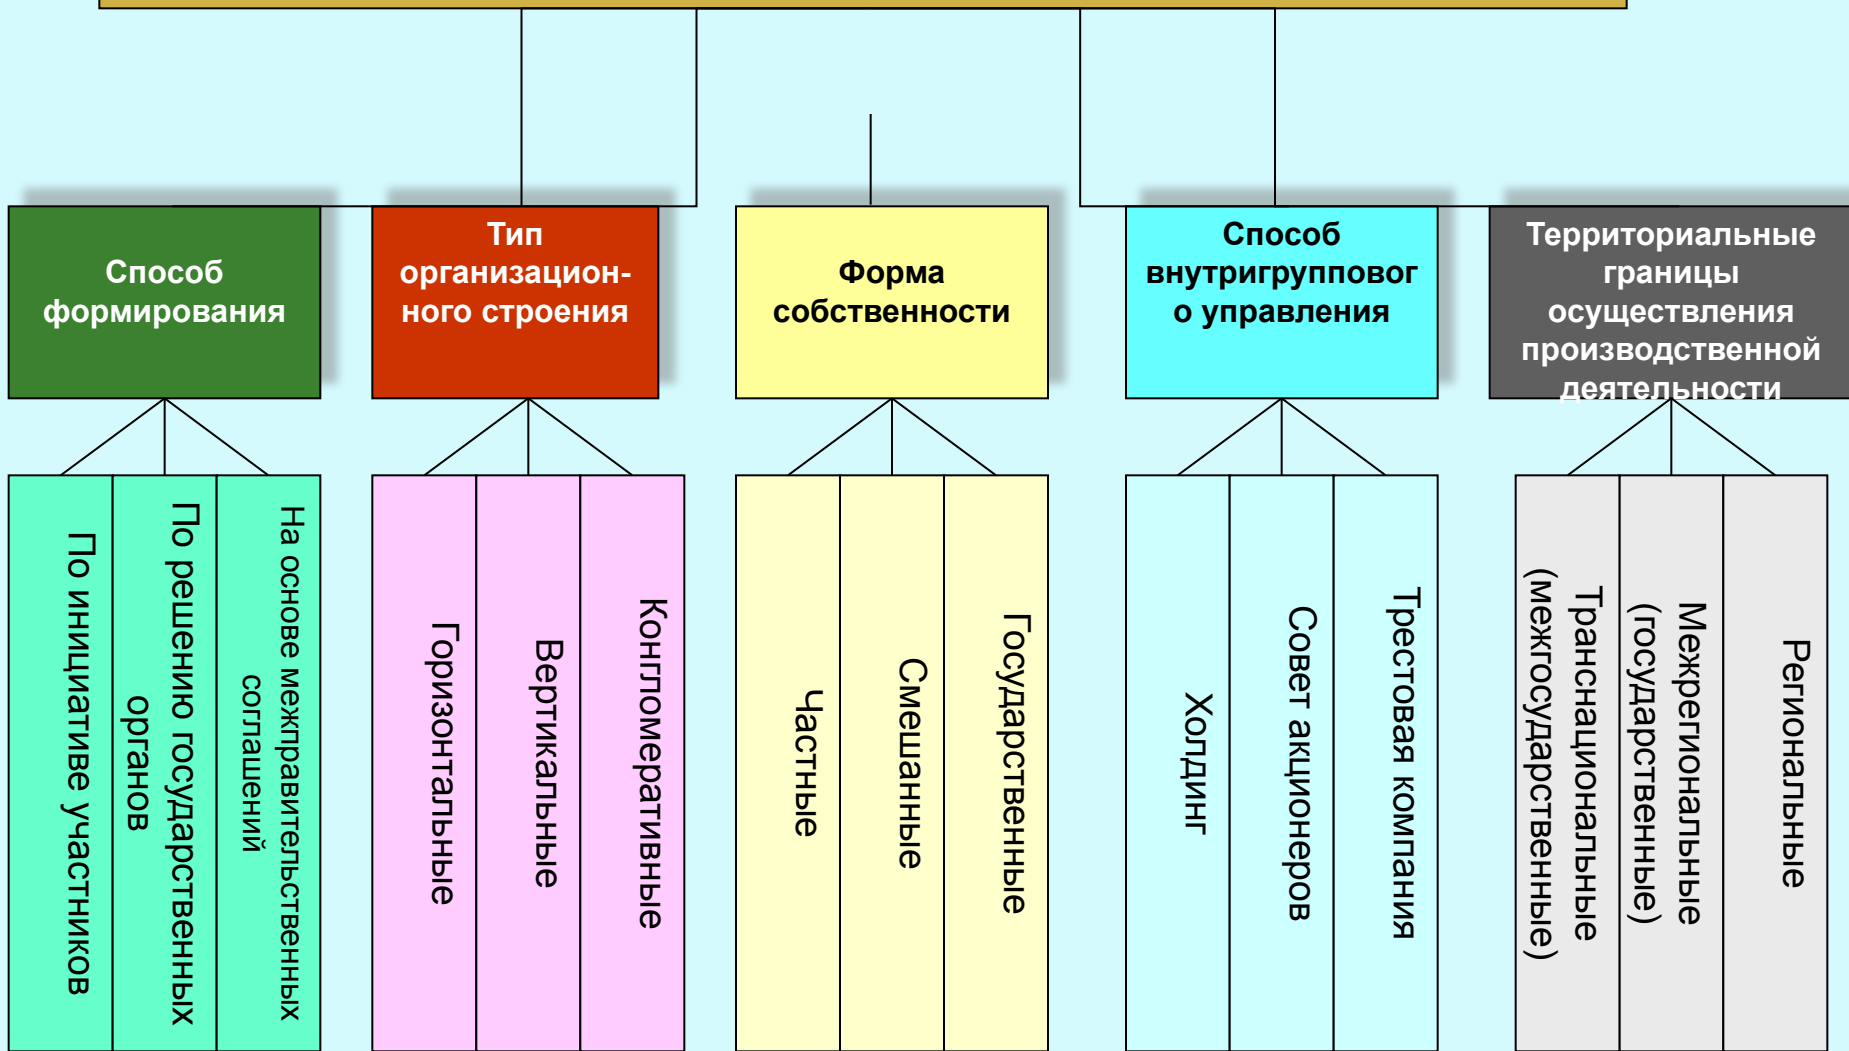 Способ
формирования
Тип
организацион-
ного строения
Форма
собственности
Способ
внутригрупповог
о управления
Территориальные
границы
осуществления
производственной
деятельности
По инициативе участников
По решению государственных
органов
На основе межправительственных
соглашений
Горизонтальные
Вертикальные
Конгломеративные
Частные
Смешанные
Государственные
Холдинг
Совет акционеров
Трестовая компания
Транснациональные
(межгосударственные)
Межрегиональные
(государственные)
Региональные